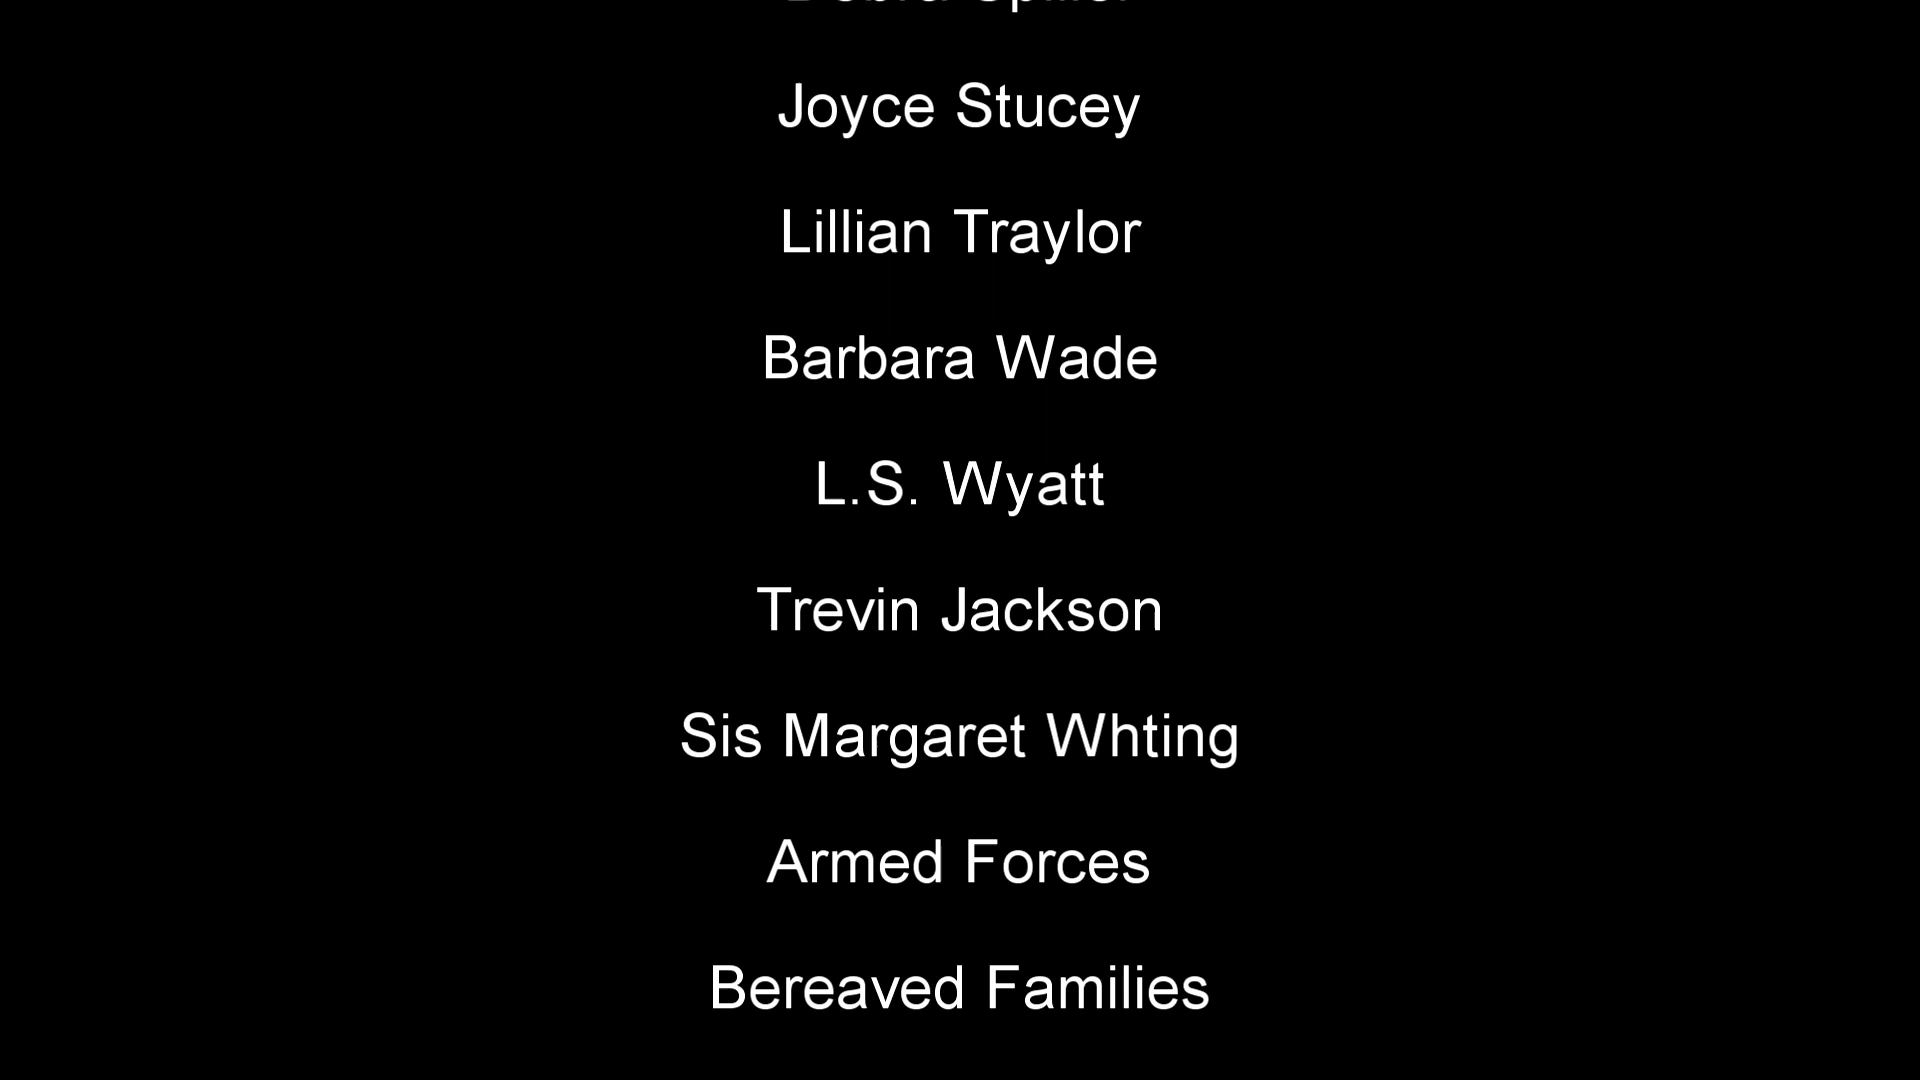 Joyce Stucey
Lillian Traylor
Barbara Wade
L.S. Wyatt
Trevin Jackson
Sis Margaret Whting
Armed Forces
Bereaved Families